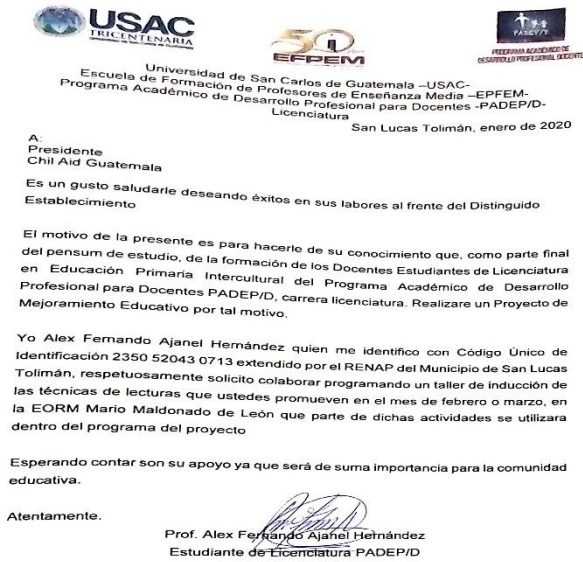 USAC
TRICENTENARIA
Universidad de San Carlos de Guatemala
50
EFPEM
PADEP/D
PROGRAMA ACADÉMICO DE
DESARROLLO PROFESIONAL DOCENTE
Universidad de San Carlos de Guatemala –USAC-
Escuela de Formación de Profesores de Enseñanza Media –EPFEM-
Programa Académico de Desarrollo Profesional para Docentes -PADEP/D-
Licenciatura
San Lucas Tolimán, enero de 2020
A:
Presidente
Chil Aid Guatemala
Es un gusto saludarle deseando éxitos en sus labores al frente del Distinguido
Establecimiento
El motivo de la presente es para hacerle de su conocimiento que, como parte final
del pensum de estudio, de la formación de los Docentes Estudiantes de Licenciatura
en Educación Primaria Intercultural del Programa Académico de Desarrollo
Profesional para Docentes PADEP/D, carrera licenciatura. Realizare un Proyecto de
Mejoramiento Educativo por tal motivo.
Yo Alex Fernando Ajanel Hernández quien me identifico con Código Único de
Identificación 2350 52043 0713 extendido por el RENAP del Municipio de San Lucas
Tolimán, respetuosamente solicito colaborar programando un taller de inducción de
las técnicas de lecturas que ustedes promueven en el mes de febrero o marzo, en
la EORM Mario Maldonado de León que parte de dichas actividades se utilizara
dentro del programa del proyecto
Esperando contar son su apoyo ya que será de suma importancia para la comunidad
educativa.
Atentamente.
Prof. Alex Fernando Ajanel Hernández
Estudiante de Licenciatura PADEP/D